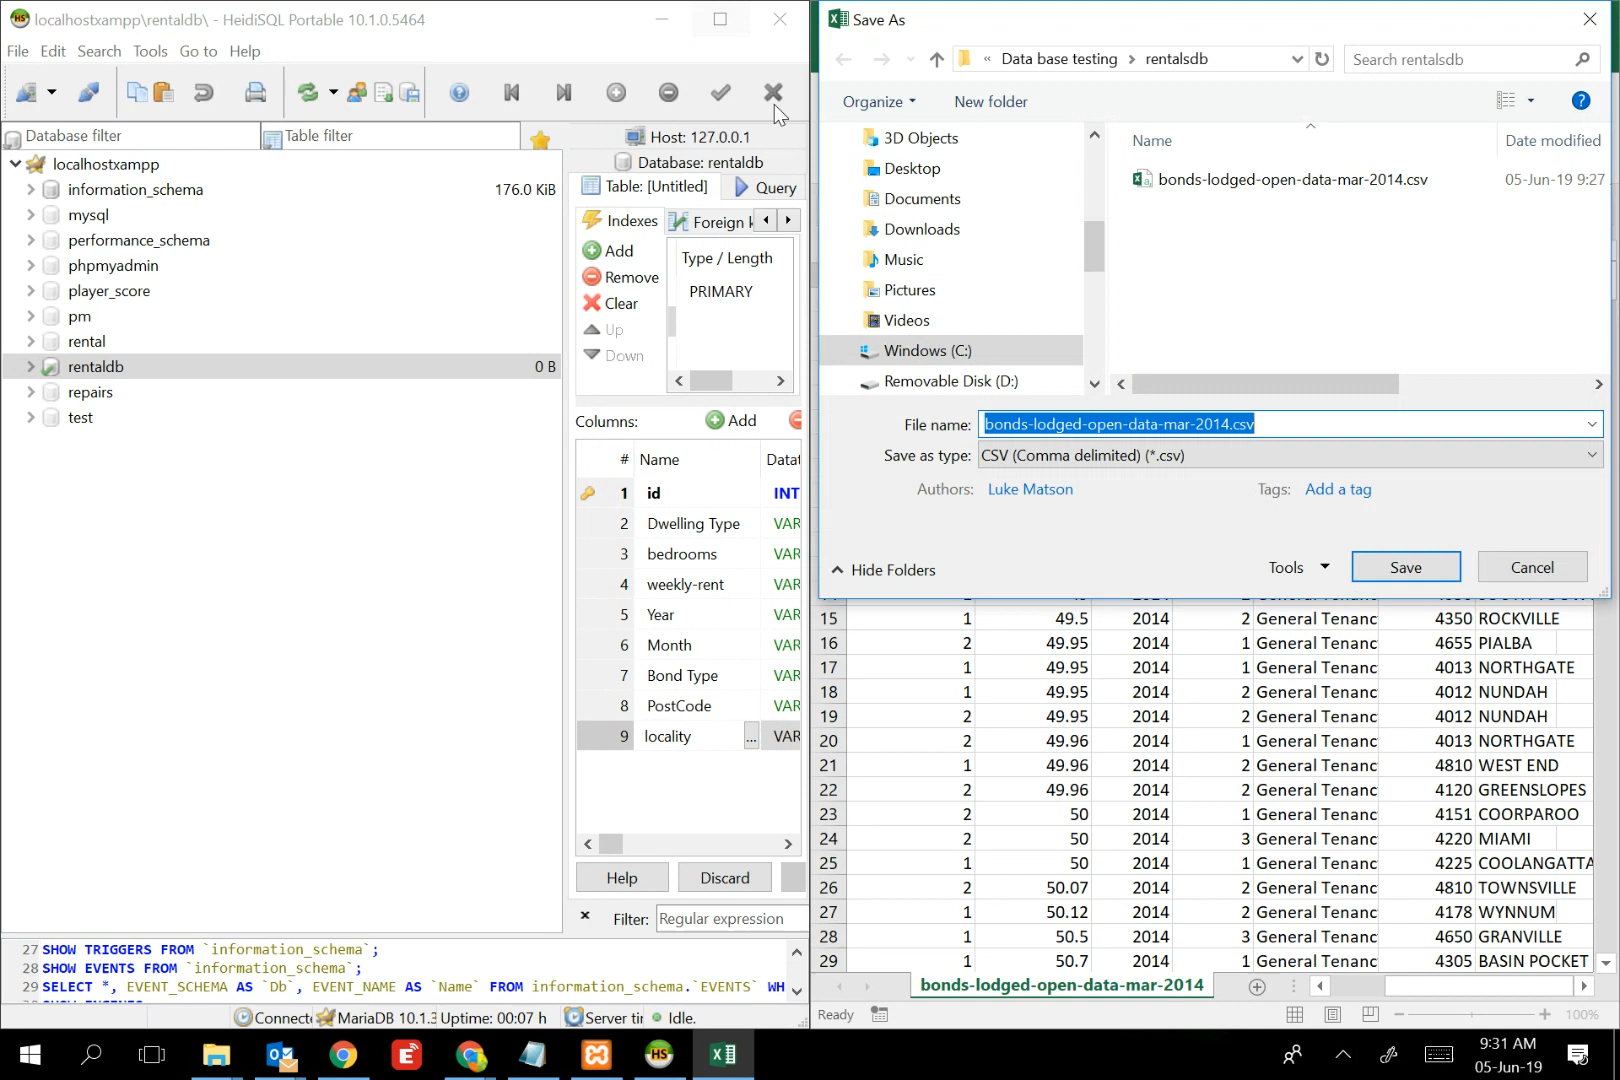 localhostxampp\rentaldb\ - HeidiSQL Portable 10.1.0.5464
File Edit Search Tools Go to Help
Database filter
Table filter
localhostxampp
information_schema 176.0 KiB
mysql
performance_schema
phpmyadmin
player_score
pm
rental
rentaldb 0 B
repairs
test
Host: 127.0.0.1
Database: rentaldb
Table: [Untitled] Query
Indexes Foreign k
Add
Remove
Clear
Up
Down
Type / Length
PRIMARY
Columns: Add
# Name Datat
1 id INT
2 Dwelling Type VAR
3 bedrooms VAR
4 weekly-rent VAR
5 Year VAR
6 Month VAR
7 Bond Type VAR
8 PostCode VAR
9 locality ... VAR
Help Discard
Filter: Regular expression
27 SHOW TRIGGERS FROM `information_schema`;
28 SHOW EVENTS FROM `information_schema`;
29 SELECT *, EVENT_SCHEMA AS `Db`, EVENT_NAME AS `Name` FROM information_schema.`EVENTS` WH
Connecte MariaDB 10.1.3 Uptime: 00:07 h Server tir Idle.
Save As
« Data base testing › rentalsdb
Search rentalsdb
Organize New folder
3D Objects
Desktop
Documents
Downloads
Music
Pictures
Videos
Windows (C:)
Removable Disk (D:)
Name Date modified
bonds-lodged-open-data-mar-2014.csv 05-Jun-19 9:27
File name: bonds-lodged-open-data-mar-2014.csv
Save as type: CSV (Comma delimited) (*.csv)
Authors: Luke Matson Tags: Add a tag
Hide Folders Tools Save Cancel
15 1 49.5 2014 2 General Tenanc 4350 ROCKVILLE
16 2 49.95 2014 1 General Tenanc 4655 PIALBA
17 1 49.95 2014 1 General Tenanc 4013 NORTHGATE
18 1 49.95 2014 2 General Tenanc 4012 NUNDAH
19 2 49.95 2014 2 General Tenanc 4012 NUNDAH
20 2 49.96 2014 1 General Tenanc 4013 NORTHGATE
21 1 49.96 2014 2 General Tenanc 4810 WEST END
22 2 49.96 2014 2 General Tenanc 4120 GREENSLOPES
23 2 50 2014 1 General Tenanc 4151 COORPAROO
24 2 50 2014 3 General Tenanc 4220 MIAMI
25 1 50 2014 1 General Tenanc 4225 COOLANGATTA
26 2 50.07 2014 2 General Tenanc 4810 TOWNSVILLE
27 1 50.12 2014 2 General Tenanc 4178 WYNNUM
28 1 50.5 2014 3 General Tenanc 4650 GRANVILLE
29 1 50.7 2014 1 General Tenanc 4305 BASIN POCKET
bonds-lodged-open-data-mar-2014
Ready 100%
9:31 AM
05-Jun-19